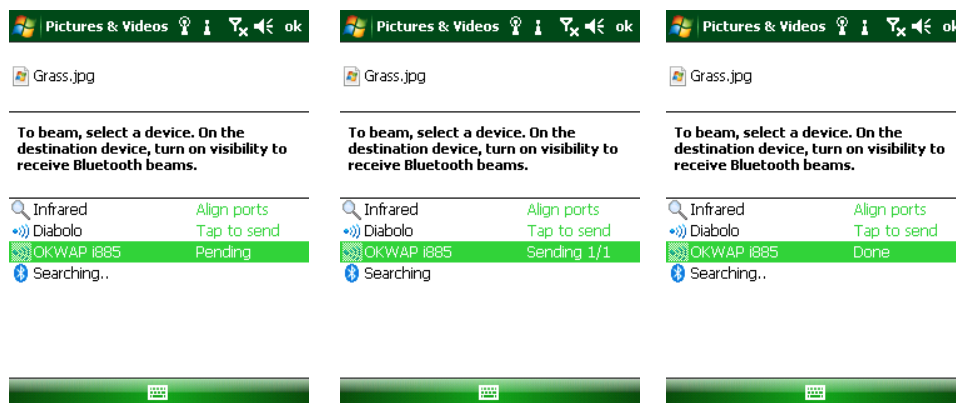 Pictures & Videos ok
Grass.jpg
To beam, select a device. On the
destination device, turn on visibility to
receive Bluetooth beams.
Infrared Align ports
Diabolo Tap to send
OKWAP i885 Pending
Searching..
Pictures & Videos ok
Grass.jpg
To beam, select a device. On the
destination device, turn on visibility to
receive Bluetooth beams.
Infrared Align ports
Diabolo Tap to send
OKWAP i885 Sending 1/1
Searching
Pictures & Videos ok
Grass.jpg
To beam, select a device. On the
destination device, turn on visibility to
receive Bluetooth beams.
Infrared Align ports
Diabolo Tap to send
OKWAP i885 Done
Searching..